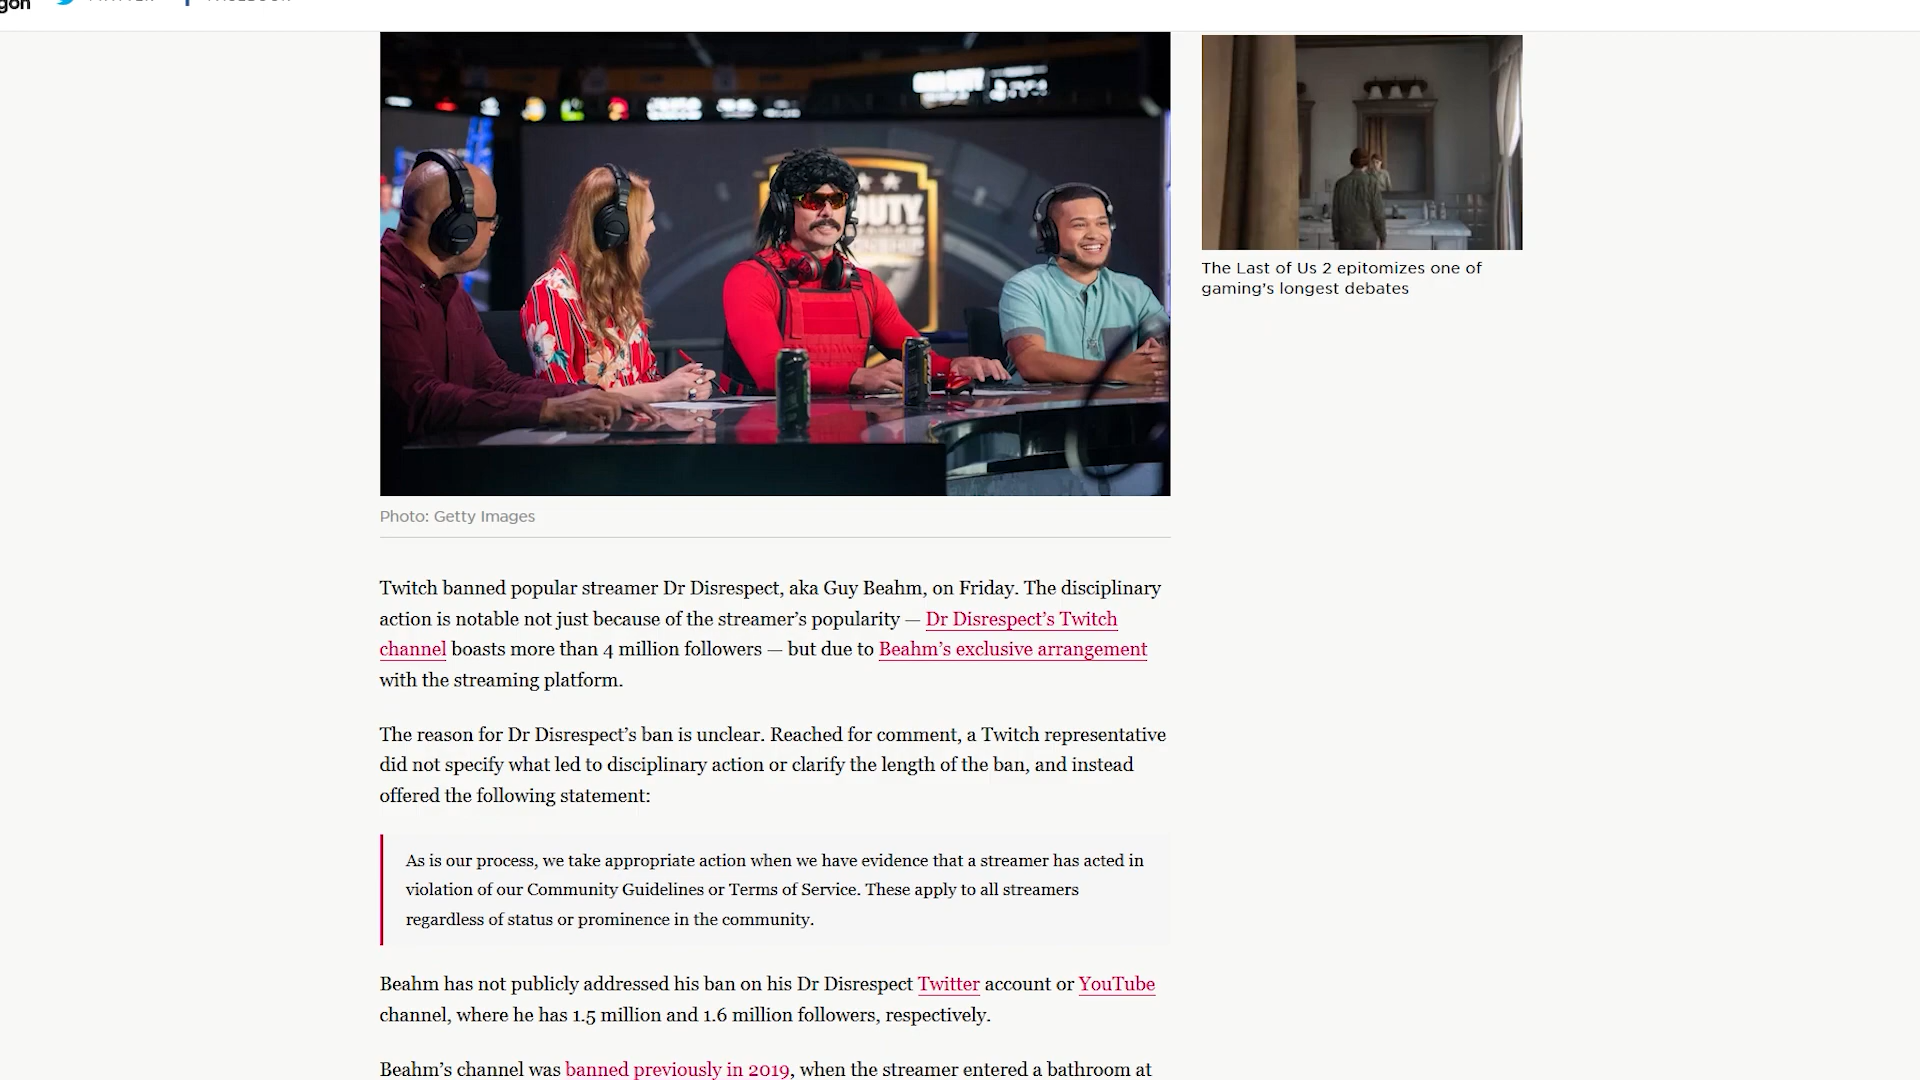 TWITTER
FACEBOOK
DUTY
The Last of Us 2 epitomizes one of
gaming's longest debates
Photo: Getty Images
Twitch banned popular streamer Dr Disrespect, aka Guy Beahm, on Friday. The disciplinary
action is notable not just because of the streamer’s popularity — Dr Disrespect’s Twitch
channel boasts more than 4 million followers — but due to Beahm’s exclusive arrangement
with the streaming platform.
The reason for Dr Disrespect’s ban is unclear. Reached for comment, a Twitch representative
did not specify what led to disciplinary action or clarify the length of the ban, and instead
offered the following statement:
As is our process, we take appropriate action when we have evidence that a streamer has acted in
violation of our Community Guidelines or Terms of Service. These apply to all streamers
regardless of status or prominence in the community.
Beahm has not publicly addressed his ban on his Dr Disrespect Twitter account or YouTube
channel, where he has 1.5 million and 1.6 million followers, respectively.
Beahm’s channel was banned previously in 2019, when the streamer entered a bathroom at